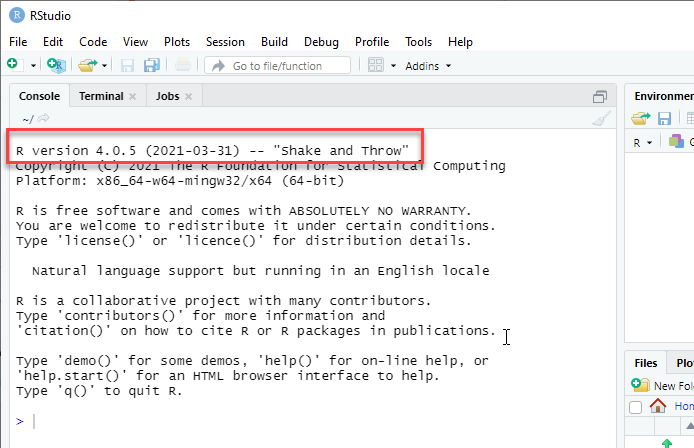 RStudio
File Edit Code View Plots Session Build Debug Profile Tools Help
Go to file/function Addins
Console Terminal Jobs
~/
R version 4.0.5 (2021-03-31) -- "Shake and Throw"
Copyright (C) 2021 The R Foundation for Statistical Computing
Platform: x86_64-w64-mingw32/x64 (64-bit)
R is free software and comes with ABSOLUTELY NO WARRANTY.
You are welcome to redistribute it under certain conditions.
Type 'license()' or 'licence()' for distribution details.
Natural language support but running in an English locale
R is a collaborative project with many contributors.
Type 'contributors()' for more information and
'citation()' on how to cite R or R packages in publications.
Type 'demo()' for some demos, 'help()' for on-line help, or
'help.start()' for an HTML browser interface to help.
Type 'q()' to quit R.
>
Environmen
R
Files Plo
New Fol
Hom